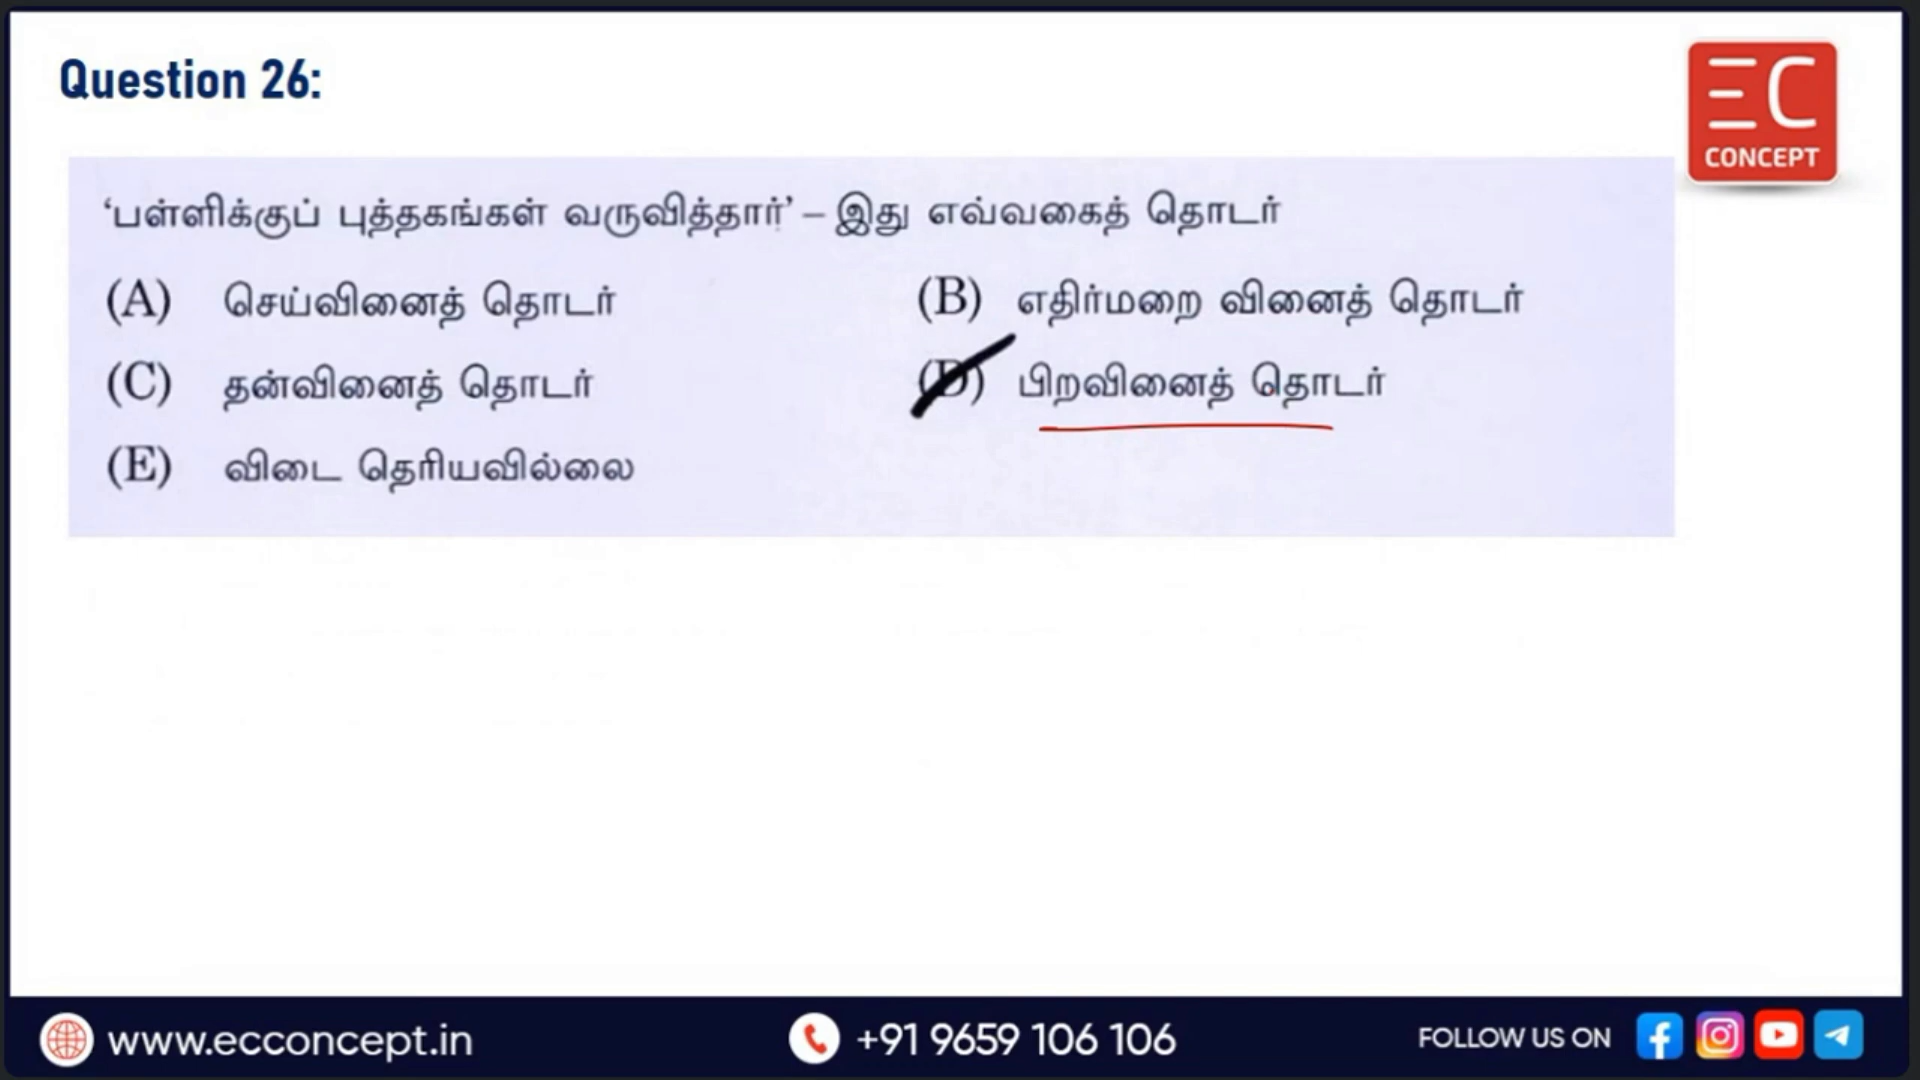 Question 26:
EC
CONCEPT
‘பள்ளிக்குப் புத்தகங்கள் வருவித்தார்’ – இது எவ்வகைத் தொடர்
(A) செய்வினைத் தொடர்
(B) எதிர்மறை வினைத் தொடர்
(C) தன்வினைத் தொடர்
(D) பிறவினைத் தொடர்
(E) விடை தெரியவில்லை
www.ecconcept.in
+91 9659 106 106
FOLLOW US ON